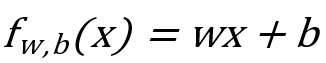 f_{w,b}(x) = wx + b